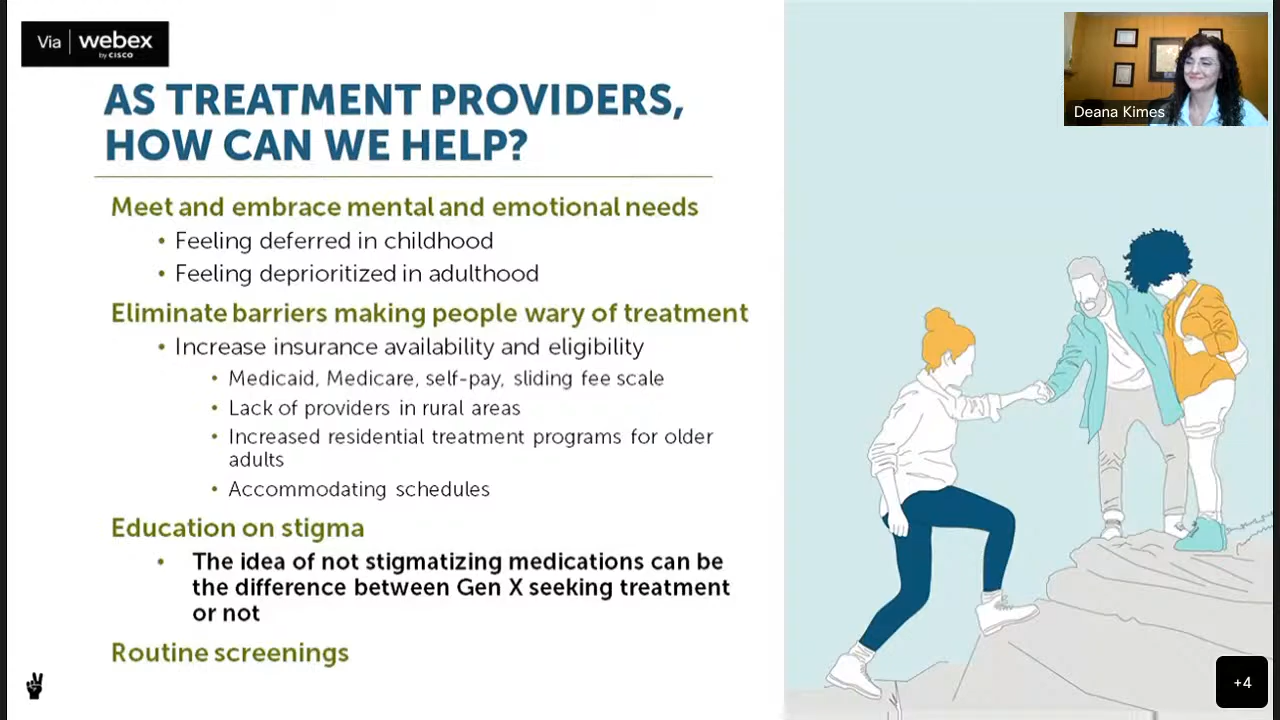 Via | webex
by CISCO
Deana Kimes
AS TREATMENT PROVIDERS,
HOW CAN WE HELP?
Meet and embrace mental and emotional needs
• Feeling deferred in childhood
• Feeling deprioritized in adulthood
Eliminate barriers making people wary of treatment
• Increase insurance availability and eligibility
• Medicaid, Medicare, self-pay, sliding fee scale
• Lack of providers in rural areas
• Increased residential treatment programs for older
adults
• Accommodating schedules
Education on stigma
• The idea of not stigmatizing medications can be
the difference between Gen X seeking treatment
or not
Routine screenings
+4